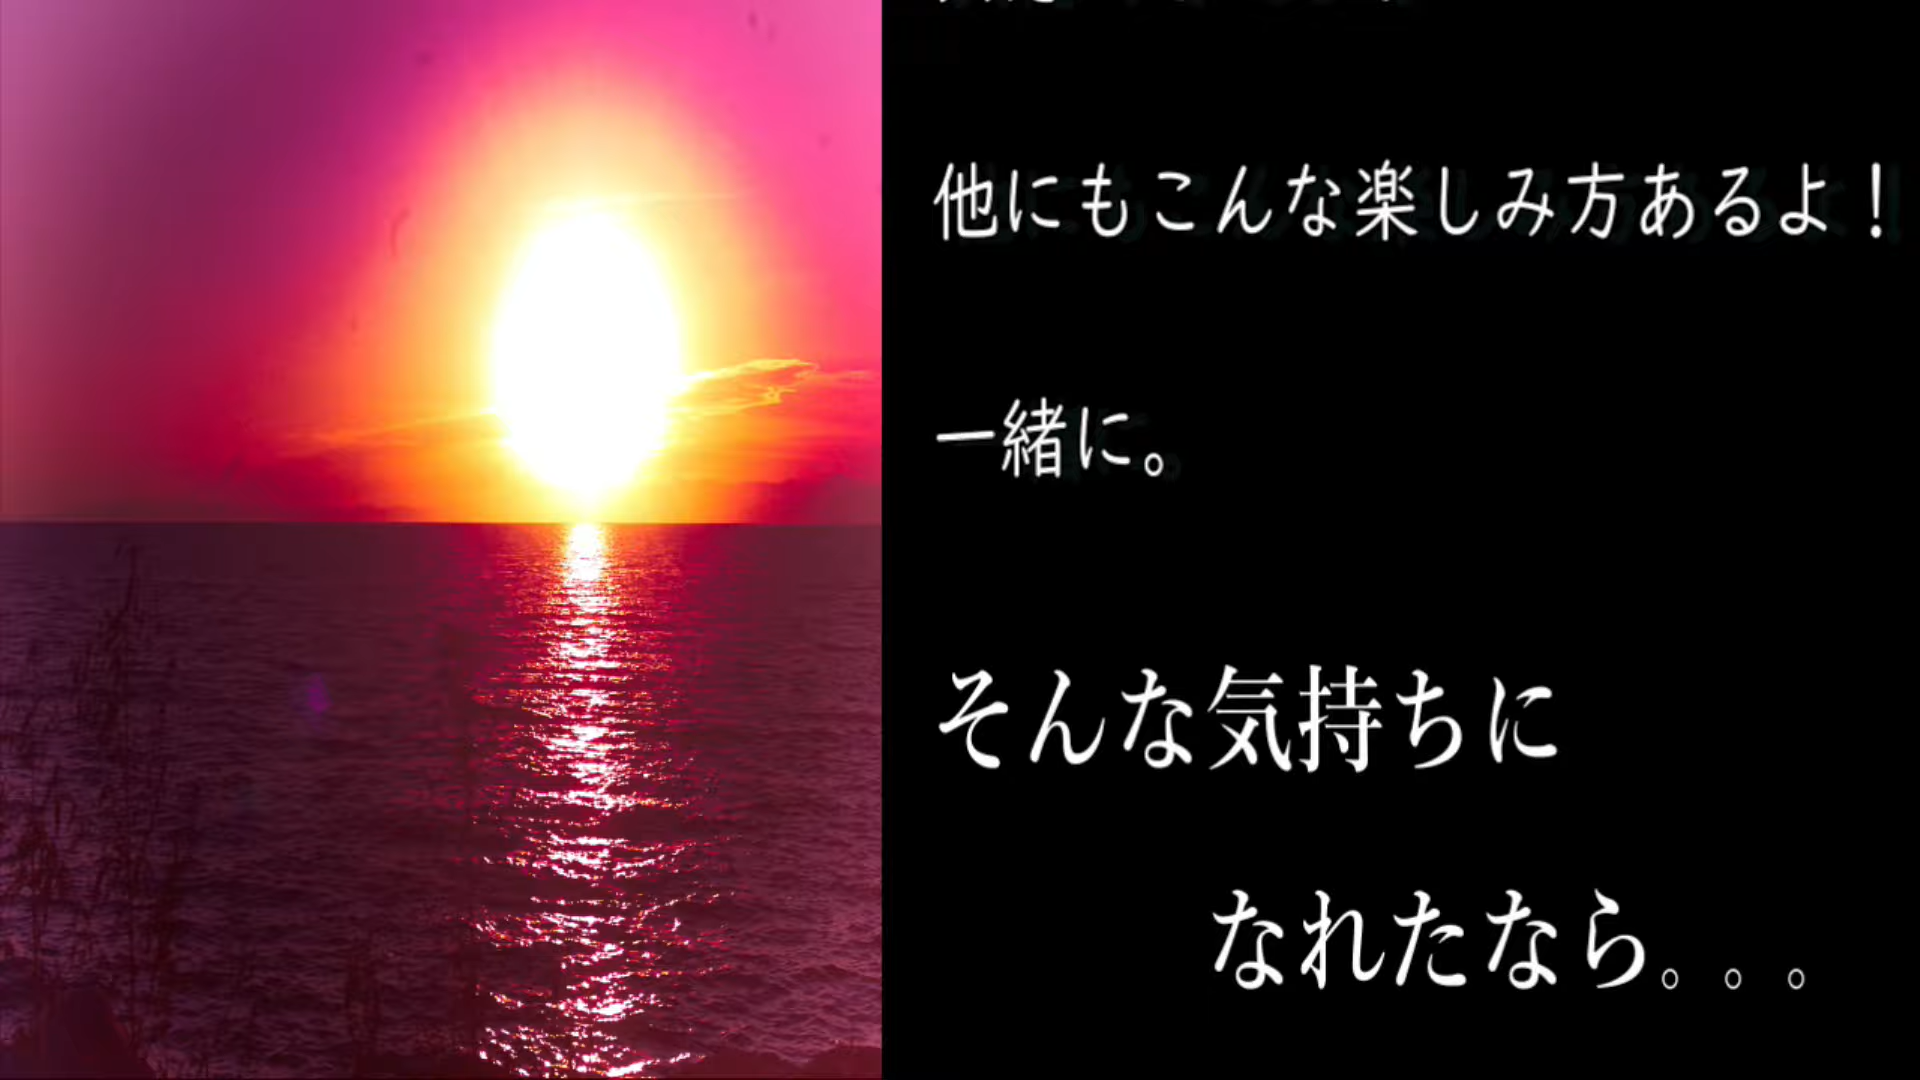 他にもこんな楽しみ方あるよ！
一緒に。
そんな気持ちに
なれたなら。。。